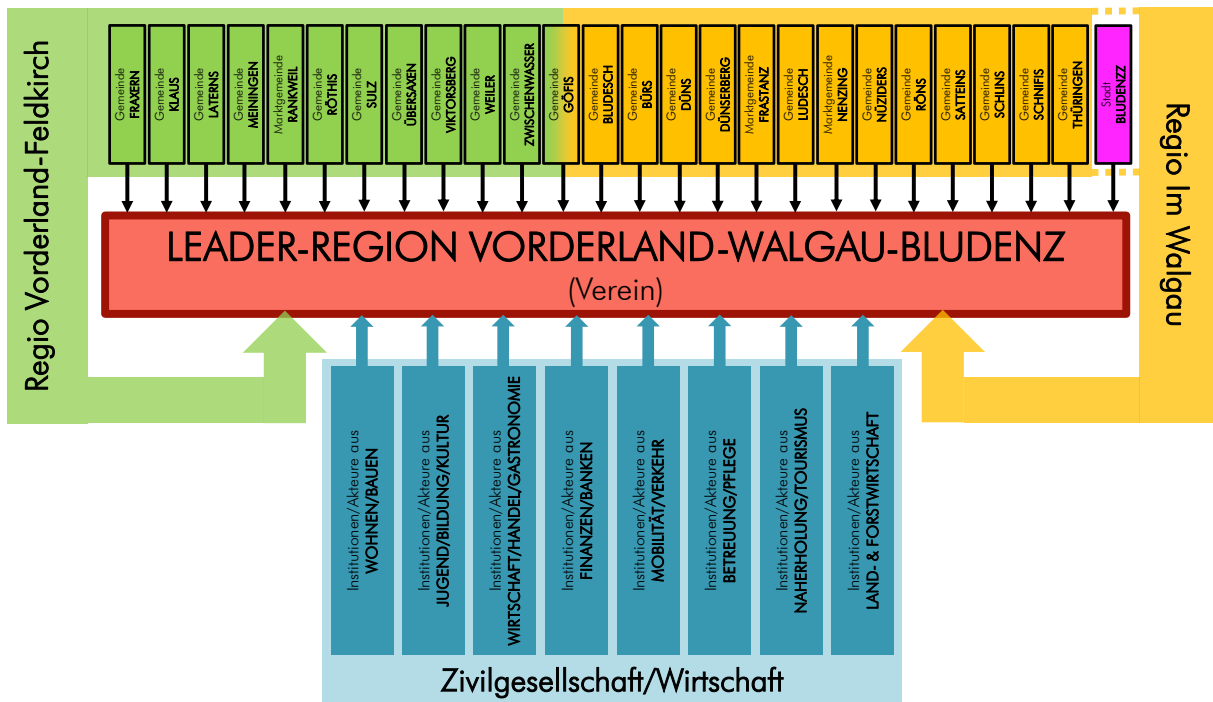 Regio Vorderland-Feldkirch
Gemeinde
FRAXERN
Gemeinde
KLAUS
Gemeinde
LATERNS
Gemeinde
MEININGEN
Marktgemeinde
RANKWEIL
Gemeinde
RÖTHIS
Gemeinde
SULZ
Gemeinde
ÜBERSAXEN
Gemeinde
VIKTORSBERG
Gemeinde
WEILER
Gemeinde
ZWISCHENWASSER
Gemeinde
GÖFIS
Gemeinde
BLUDESCH
Gemeinde
BÜRS
Gemeinde
DÜNS
Gemeinde
DÜNSERBERG
Marktgemeinde
FRASTANZ
Gemeinde
LUDESCH
Marktgemeinde
NENZING
Gemeinde
NÜZIDERS
Gemeinde
RÖNS
Gemeinde
SATTEINS
Gemeinde
SCHLINS
Gemeinde
SCHNIFIS
Gemeinde
THÜRINGEN
Stadt
BLUDENZZ
Regio Im Walgau
LEADER-REGION VORDERLAND-WALGAU-BLUDENZ
(Verein)
Institutionen/Akteure aus
WOHNEN/BAUEN
Institutionen/Akteure aus
JUGEND/BILDUNG/KULTUR
Institutionen/Akteure aus
WIRTSCHAFT/HANDEL/GASTRONOMIE
Institutionen/Akteure aus
FINANZEN/BANKEN
Institutionen/Akteure aus
MOBILITÄT/VERKEHR
Institutionen/Akteure aus
BETREUUNG/PFLEGE
Institutionen/Akteure aus
NAHERHOLUNG/TOURISMUS
Institutionen/Akteure aus
LAND- & FORSTWIRTSCHAFT
Zivilgesellschaft/Wirtschaft